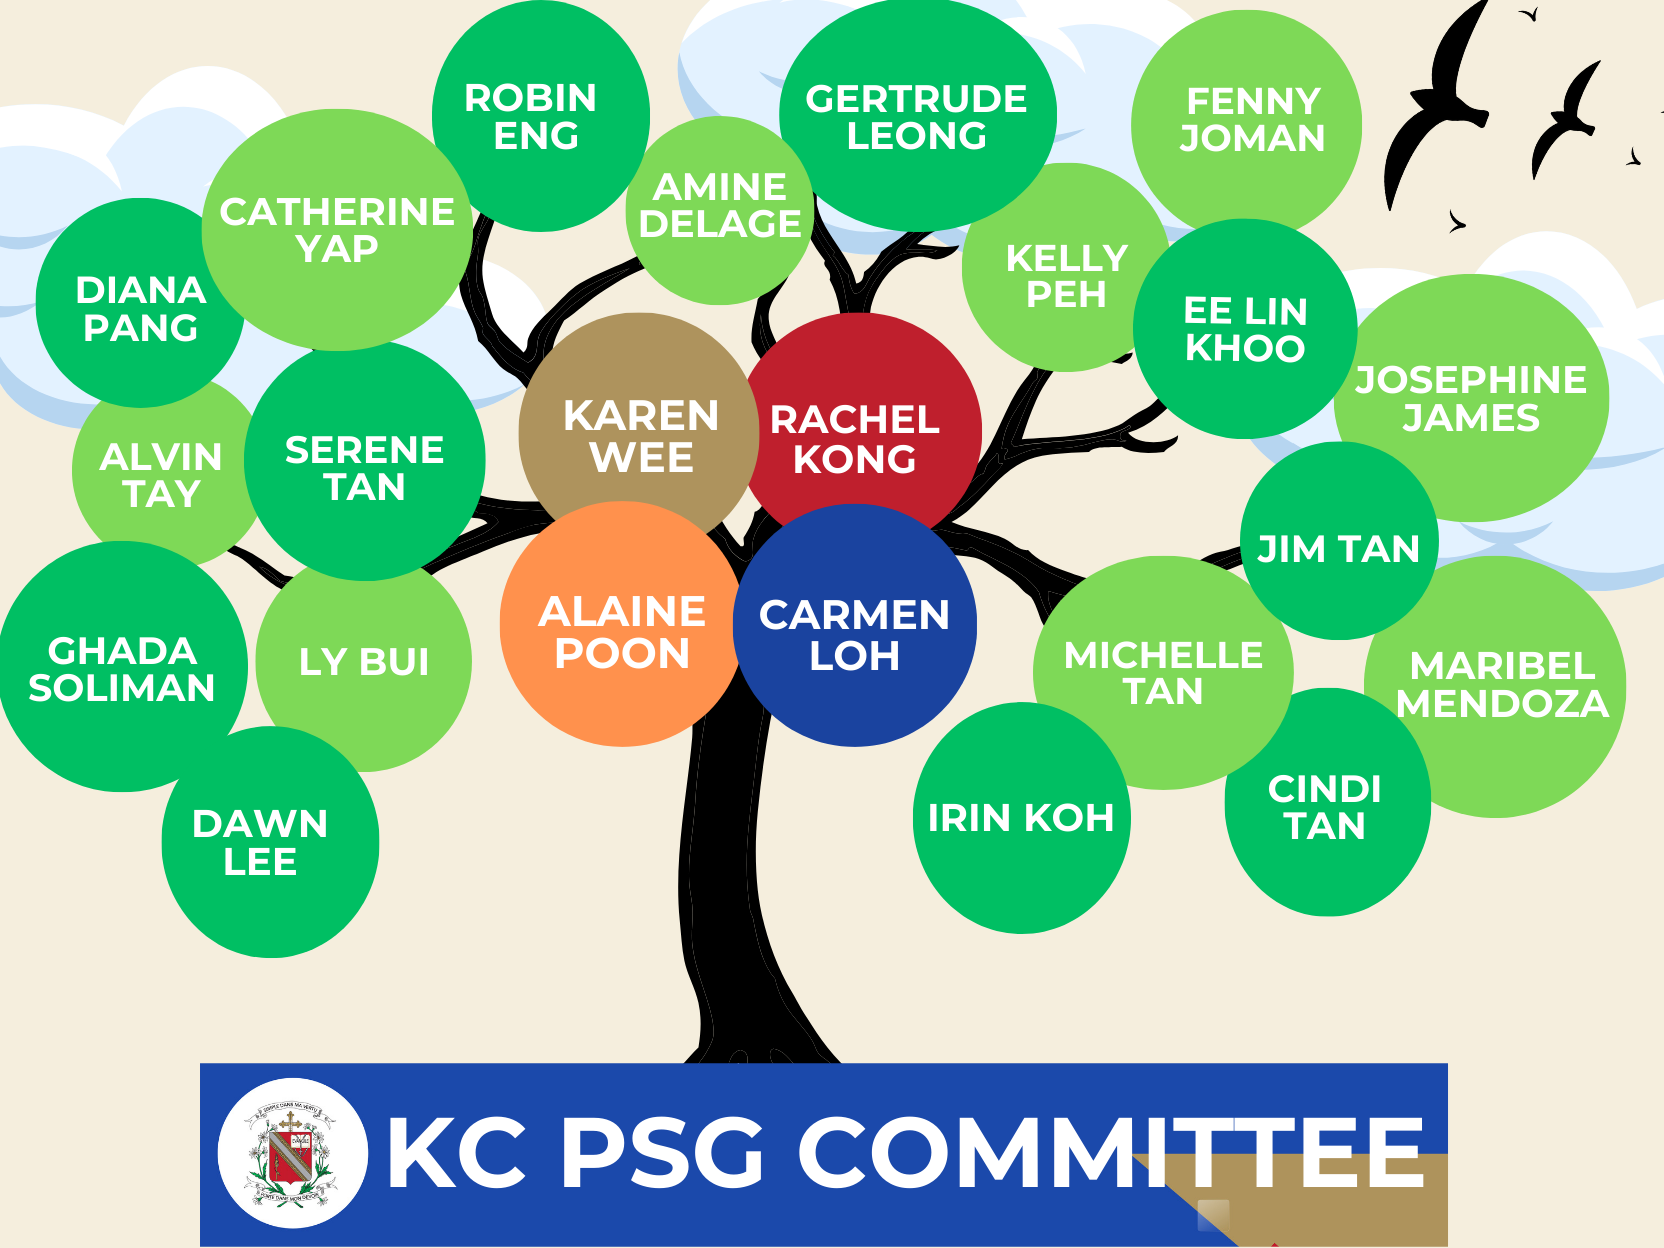 ROBIN
ENG
GERTRUDE
LEONG
FENNY
JOMAN
AMINE
DELAGE
CATHERINE
YAP
KELLY
PEH
DIANA
PANG
EE LIN
KHOO
JOSEPHINE
JAMES
KAREN
WEE
RACHEL
KONG
ALVIN
TAY
SERENE
TAN
JIM TAN
ALAINE
POON
CARMEN
LOH
GHADA
SOLIMAN
LY BUI
MICHELLE
TAN
MARIBEL
MENDOZA
DAWN
LEE
IRIN KOH
CINDI
TAN
KC PSG COMMITTEE